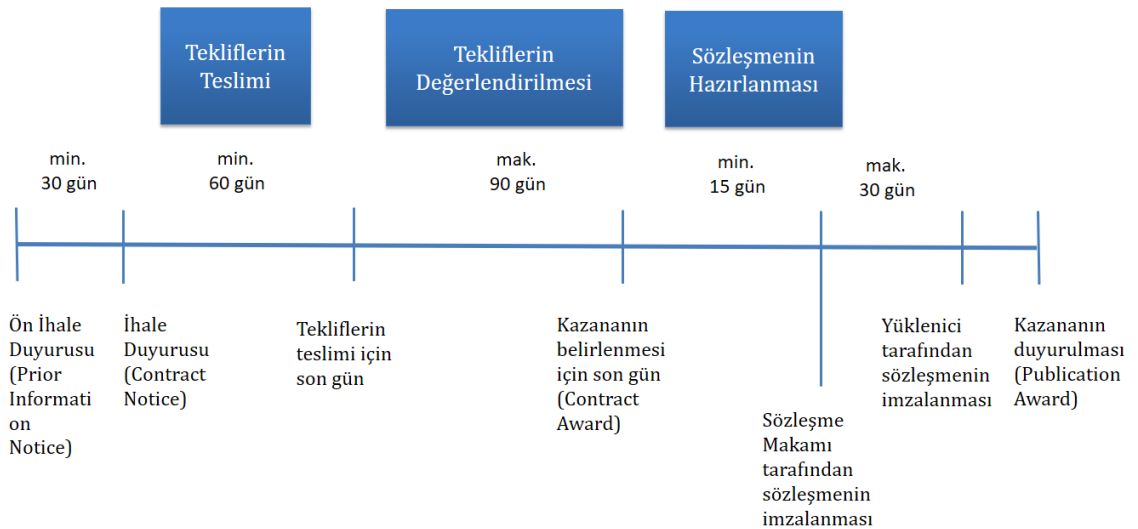 Tekliflerin
Teslimi
Tekliflerin
Değerlendirilmesi
Sözleşmenin
Hazırlanması
min.
30 gün
min.
60 gün
mak.
90 gün
min.
15 gün
mak.
30 gün
Ön İhale
Duyurusu
(Prior
Informati
on
Notice)
İhale
Duyurusu
(Contract
Notice)
Tekliflerin
teslimi için
son gün
Kazananın
belirlenmesi
için son gün
(Contract
Award)
Sözleşme
Makamı
tarafından
sözleşmenin
imzalanması
Yüklenici
tarafından
sözleşmenin
imzalanması
Kazananın
duyurulması
(Publication
Award)